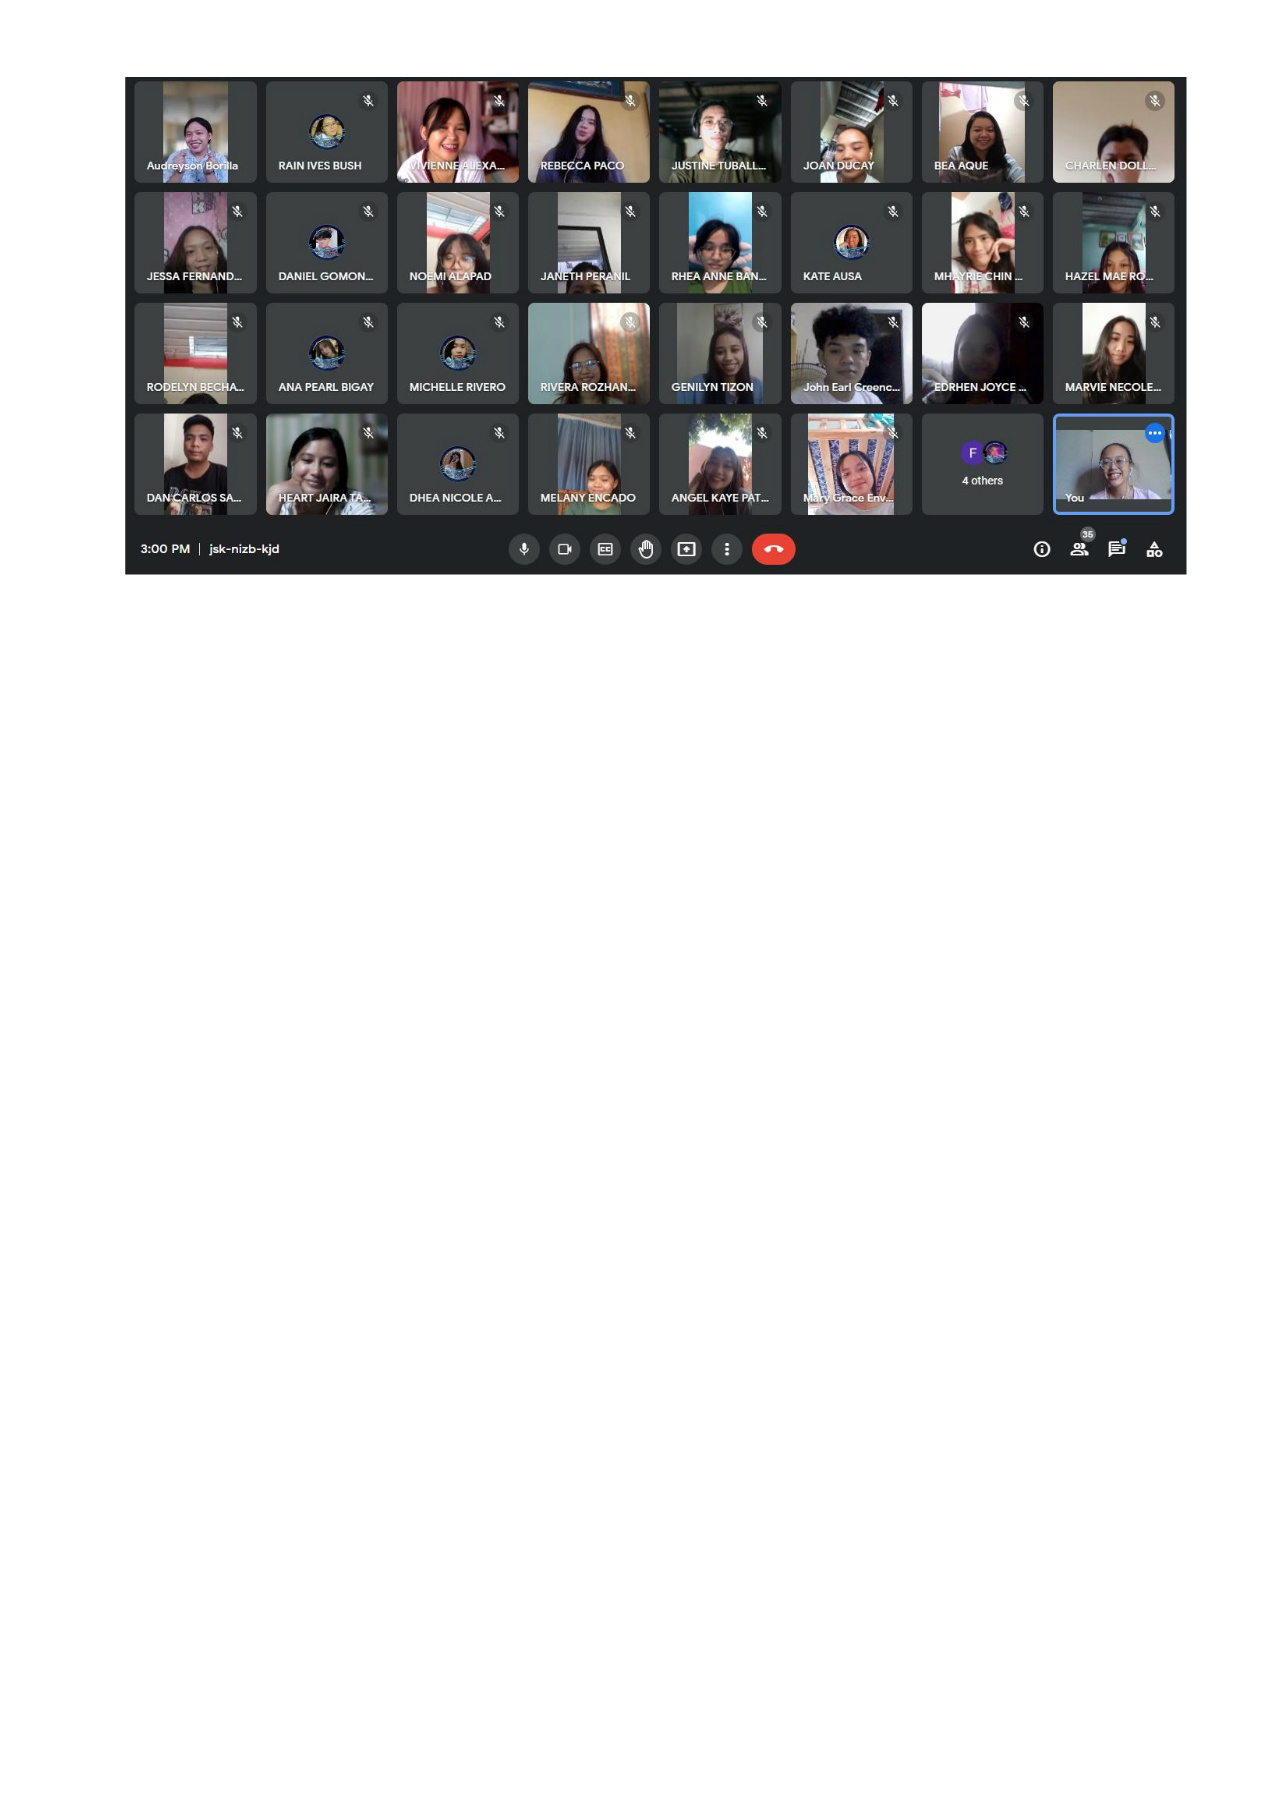 Audreyson Borilla
RAIN IVES BUSH
VIVIENNE ALEXA...
REBECCA PACO
JUSTINE TUBALL...
JOAN DUCAY
BEA AQUE
CHARLEN DOLL...
JESSA FERNAND...
DANIEL GOMON...
NOEMI ALAPAD
JANETH PERANIL
RHEA ANNE BAN...
KATE AUSA
MHAYRIE CHIN ...
HAZEL MAE RO...
RODELYN BECHA...
ANA PEARL BIGAY
MICHELLE RIVERO
RIVERA ROZHAN...
GENILYN TIZON
John Earl Creenc...
EDRHEN JOYCE ...
MARVIE NECOLE...
DAN CARLOS SA...
HEART JAIRA TA...
DHEA NICOLE A...
MELANY ENCADO
ANGEL KAYE PAT...
Mary Grace Env...
F
4 others
You
3:00 PM | jsk-nizb-kjd
CC
35